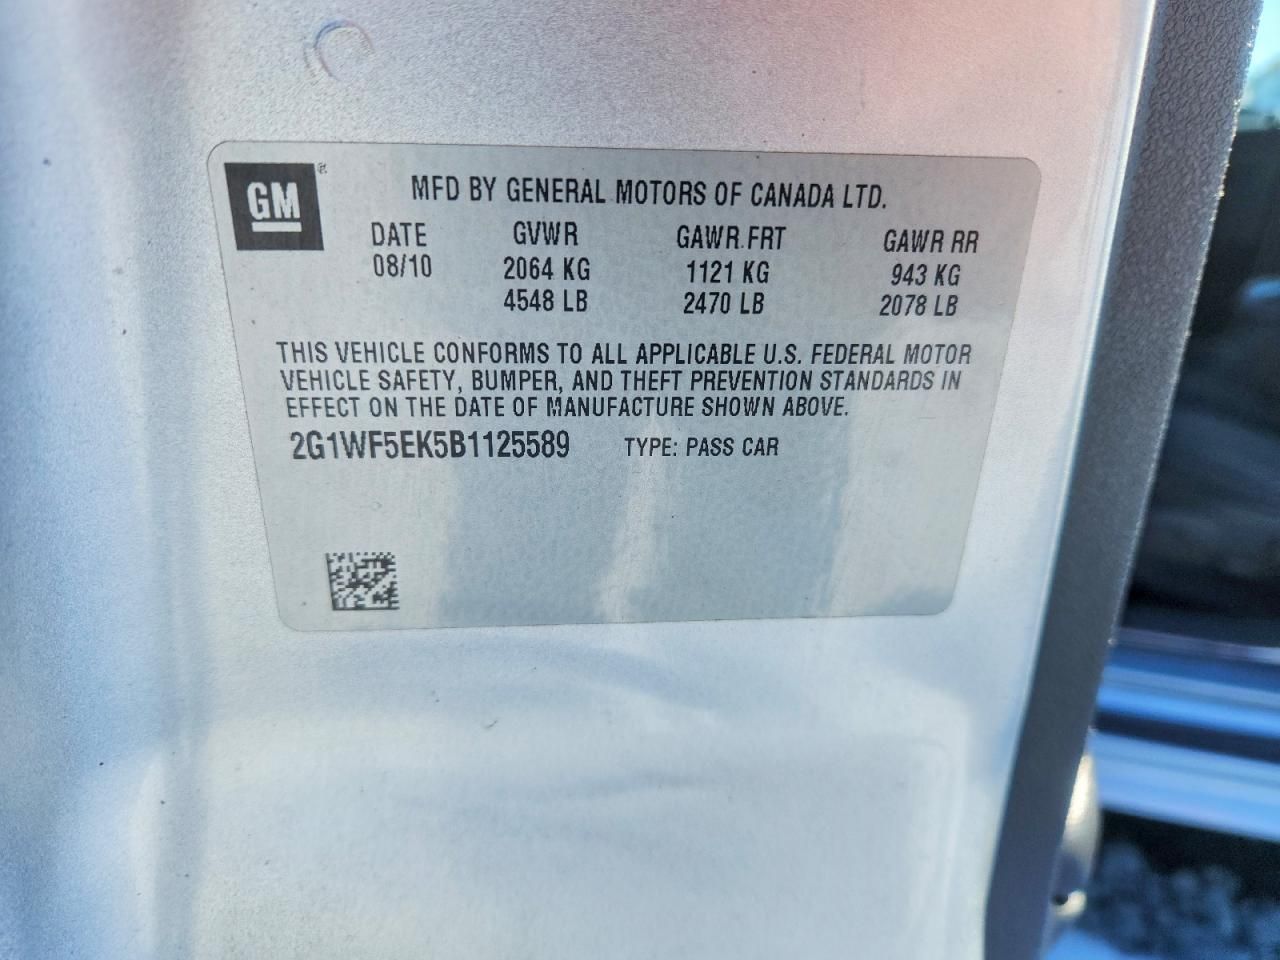 GM®
MFD BY GENERAL MOTORS OF CANADA LTD.
DATE GVWR GAWR FRT GAWR RR
08/10 2064 KG 1121 KG 943 KG
4548 LB 2470 LB 2078 LB
THIS VEHICLE CONFORMS TO ALL APPLICABLE U.S. FEDERAL MOTOR
VEHICLE SAFETY, BUMPER, AND THEFT PREVENTION STANDARDS IN
EFFECT ON THE DATE OF MANUFACTURE SHOWN ABOVE.
2G1WF5EK5B1125589 TYPE: PASS CAR